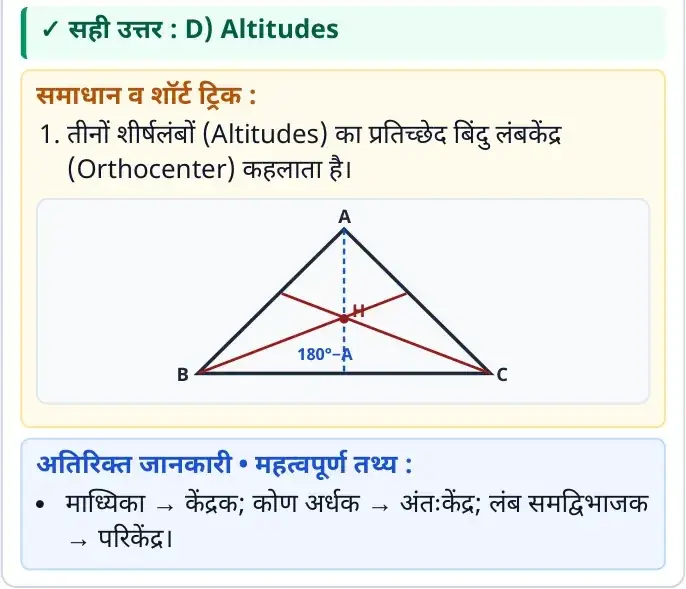 ✓ सही उत्तर : D) Altitudes
समाधान व शॉर्ट ट्रिक :
1. तीनों शीर्षलंबों (Altitudes) का प्रतिच्छेद बिंदु लंबकेंद्र
(Orthocenter) कहलाता है।
A
H
180°−A
B
C
अतिरिक्त जानकारी • महत्वपूर्ण तथ्य :
• माध्यिका → केंद्रक; कोण अर्धक → अंतःकेंद्र; लंब समद्विभाजक
→ परिकेंद्र।